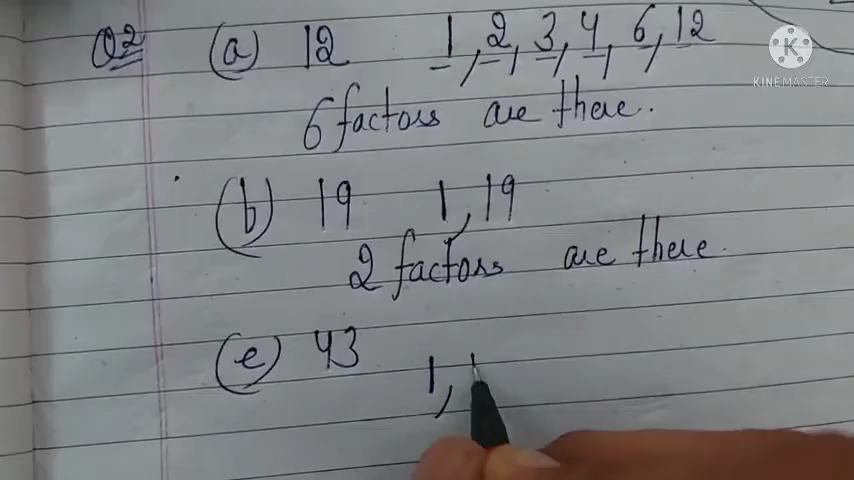 Q2 (a) 12 1, 2, 3, 4, 6, 12
K
KINEMASTER
6 factors are there.
(b) 19 1, 19
2 factors are there.
(e) 43 1,